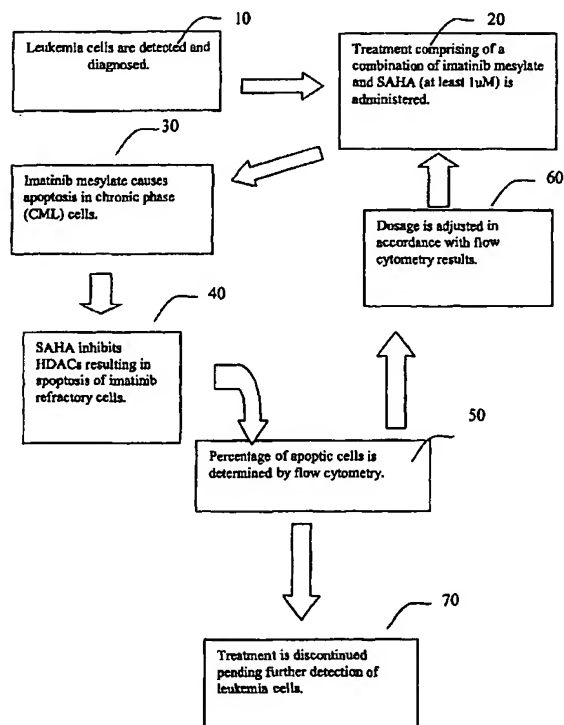 10
Leukemia cells are detected and
diagnosed.
20
Treatment comprising of a
combination of imatinib mesylate
and SAHA (at least 1uM) is
administered.
30
Imatinib mesylate causes
apoptosis in chronic phase
(CML) cells.
60
Dosage is adjusted in
accordance with flow
cytometry results.
40
SAHA inhibits
HDACs resulting in
apoptosis of imatinib
refractory cells.
50
Percentage of apoptic cells is
determined by flow cytometry.
70
Treatment is discontinued
pending further detection of
leukemia cells.